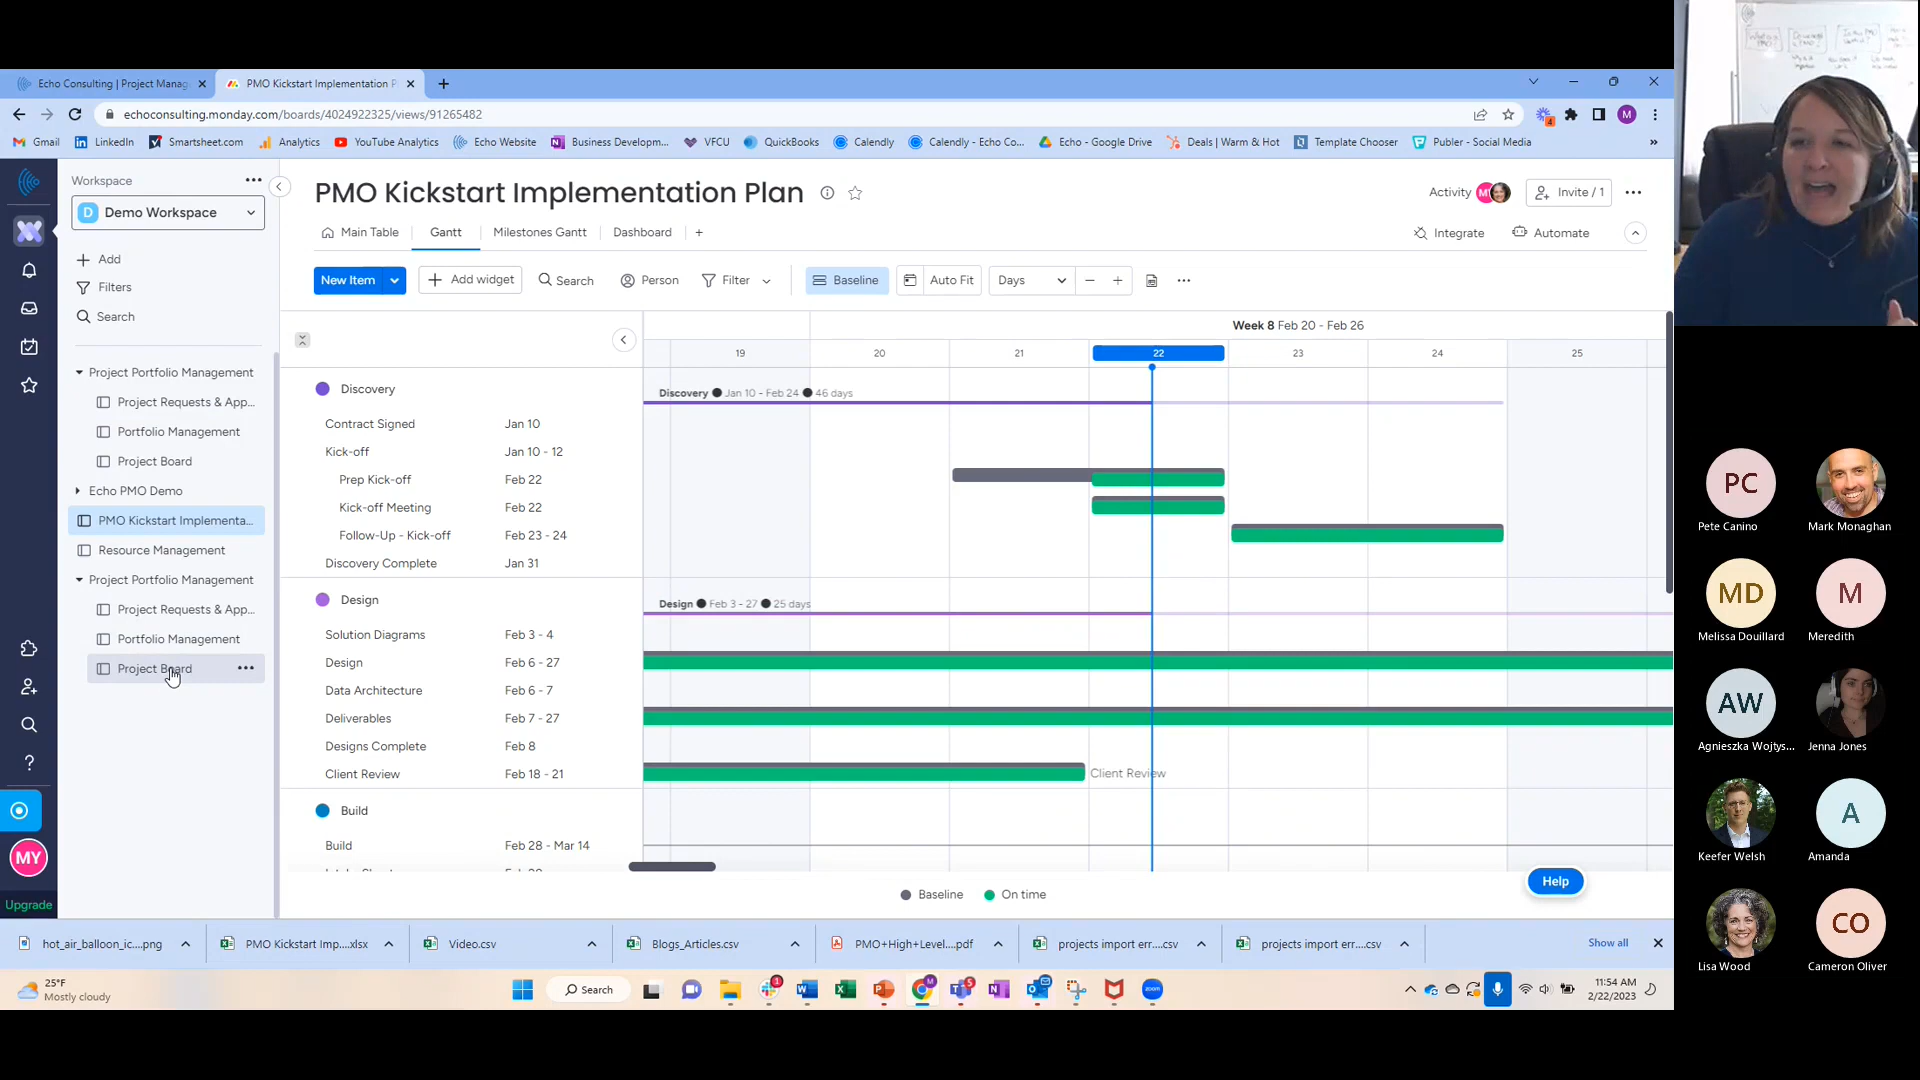 Echo Consulting | Project Manag
PMO Kickstart Implementation P
echoconsulting.monday.com/boards/4024922325/views/91265482
M
Gmail
LinkedIn
Smartsheet.com
Analytics
YouTube Analytics
Echo Website
Business Developm...
VFCU
QuickBooks
Calendly
Calendly - Echo Co...
Echo - Google Drive
Deals | Warm & Hot
Template Chooser
Publer - Social Media
Workspace
D Demo Workspace
Add
Filters
Search
Project Portfolio Management
Project Requests & App...
Portfolio Management
Project Board
Echo PMO Demo
PMO Kickstart Implementa...
Resource Management
Project Portfolio Management
Project Requests & App...
Portfolio Management
Project Board
MY
Upgrade
PMO Kickstart Implementation Plan
Activity
Invite / 1
Main Table
Gantt
Milestones Gantt
Dashboard
Integrate
Automate
New Item
Add widget
Search
Person
Filter
Baseline
Auto Fit
Days
Week 8 Feb 20 - Feb 26
19 20 21 22 23 24 25
Discovery
Discovery ● Jan 10 - Feb 24 ● 46 days
Contract Signed Jan 10
Kick-off Jan 10 - 12
Prep Kick-off Feb 22
Kick-off Meeting Feb 22
Follow-Up - Kick-off Feb 23 - 24
Discovery Complete Jan 31
Design
Design ● Feb 3 - 27 ● 25 days
Solution Diagrams Feb 3 - 4
Design Feb 6 - 27
Data Architecture Feb 6 - 7
Deliverables Feb 7 - 27
Designs Complete Feb 8
Client Review Feb 18 - 21
Client Review
Build
Build Feb 28 - Mar 14
Baseline
On time
Help
hot_air_balloon_ic....png
PMO Kickstart Imp....xlsx
Video.csv
Blogs_Articles.csv
PMO+High+Level....pdf
projects import err....csv
projects import err....csv
Show all
25°F
Mostly cloudy
Search
11:54 AM
2/22/2023
PC
Pete Canino
Mark Monaghan
MD
Melissa Douillard
M
Meredith
AW
Agnieszka Wojtys...
Jenna Jones
Keefer Welsh
A
Amanda
Lisa Wood
CO
Cameron Oliver